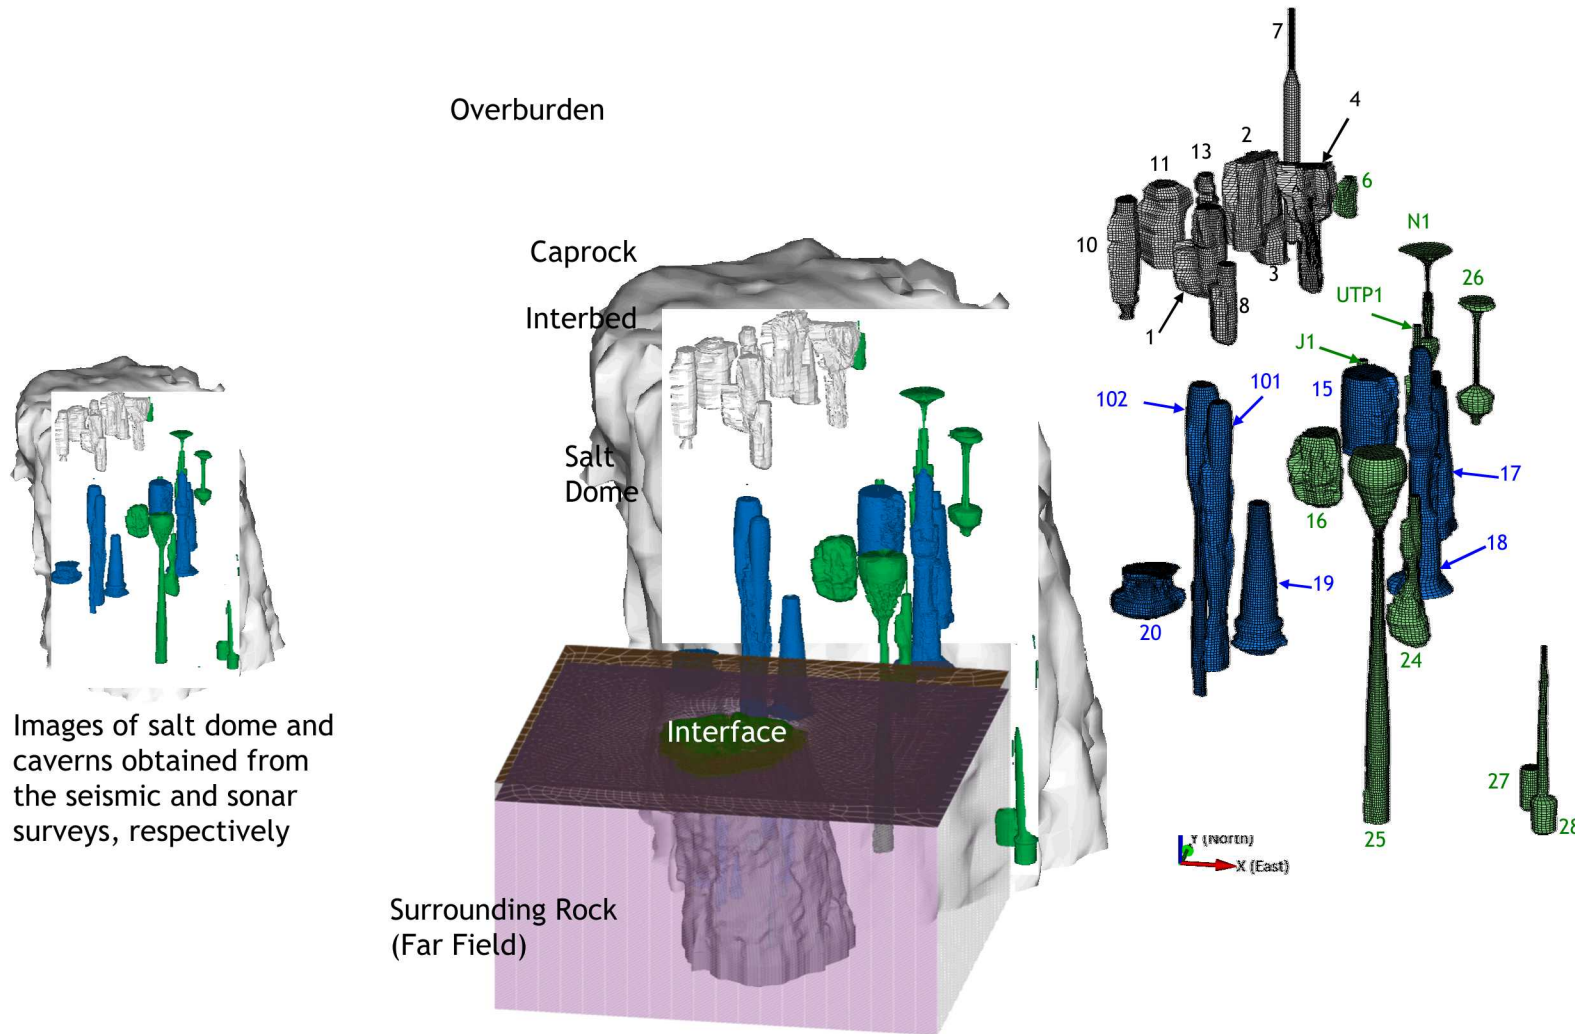 Overburden
Caprock
Interbed
Salt
Dome
Interface
Surrounding Rock
(Far Field)
Images of salt dome and
caverns obtained from
the seismic and sonar
surveys, respectively
7
4
2
13
11
6
10
N1
3
26
UTP1
8
1
J1
15
101
102
17
16
18
19
20
24
27
28
25
Y (North)
X (East)